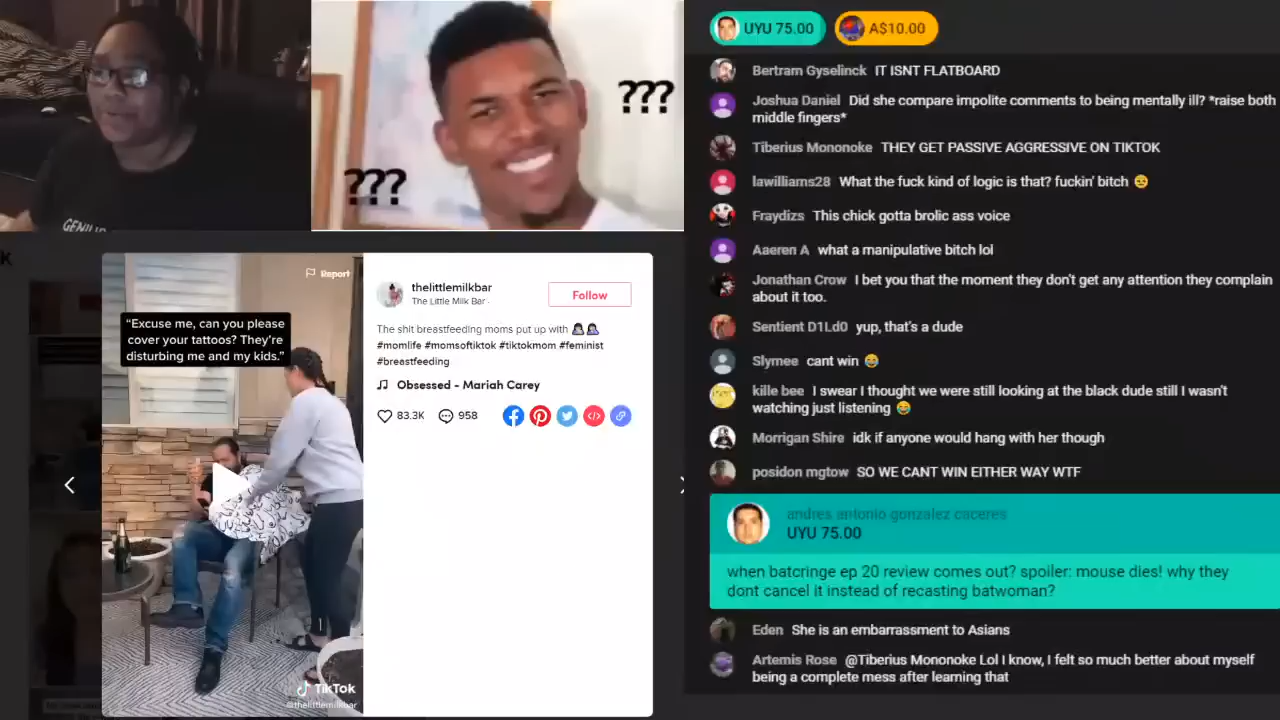 GENIUS
???
???
UYU 75.00
A$10.00
Bertram Gyselinck IT ISNT FLATBOARD
Joshua Daniel Did she compare impolite comments to being mentally ill? *raise both
middle fingers*
Tiberius Mononoke THEY GET PASSIVE AGGRESSIVE ON TIKTOK
lawilliams28 What the fuck kind of logic is that? fuckin' bitch 😒
Fraydizs This chick gotta brolic ass voice
Aaeren A what a manipulative bitch lol
Jonathan Crow I bet you that the moment they don't get any attention they complain
about it too.
Sentient D1Ld0 yup, that's a dude
Slymee cant win 😂
kille bee I swear I thought we were still looking at the black dude still I wasn't
watching just listening 😂
Morrigan Shire idk if anyone would hang with her though
posidon mgtow SO WE CANT WIN EITHER WAY WTF
andres antonio gonzalez caceres
UYU 75.00
when batcringe ep 20 review comes out? spoiler: mouse dies! why they
dont cancel it instead of recasting batwoman?
Eden She is an embarrassment to Asians
Artemis Rose @Tiberius Mononoke Lol I know, I felt so much better about myself
being a complete mess after learning that
k
Report
"Excuse me, can you please
cover your tattoos? They're
disturbing me and my kids."
TikTok
@thelittlemilkbar
thelittlemilkbar
The Little Milk Bar ·
Follow
The shit breastfeeding moms put up with 🤦🏻‍♀️🤦🏻‍♀️
#momlife #momsoftiktok #tiktokmom #feminist
#breastfeeding
Obsessed - Mariah Carey
83.3K
958